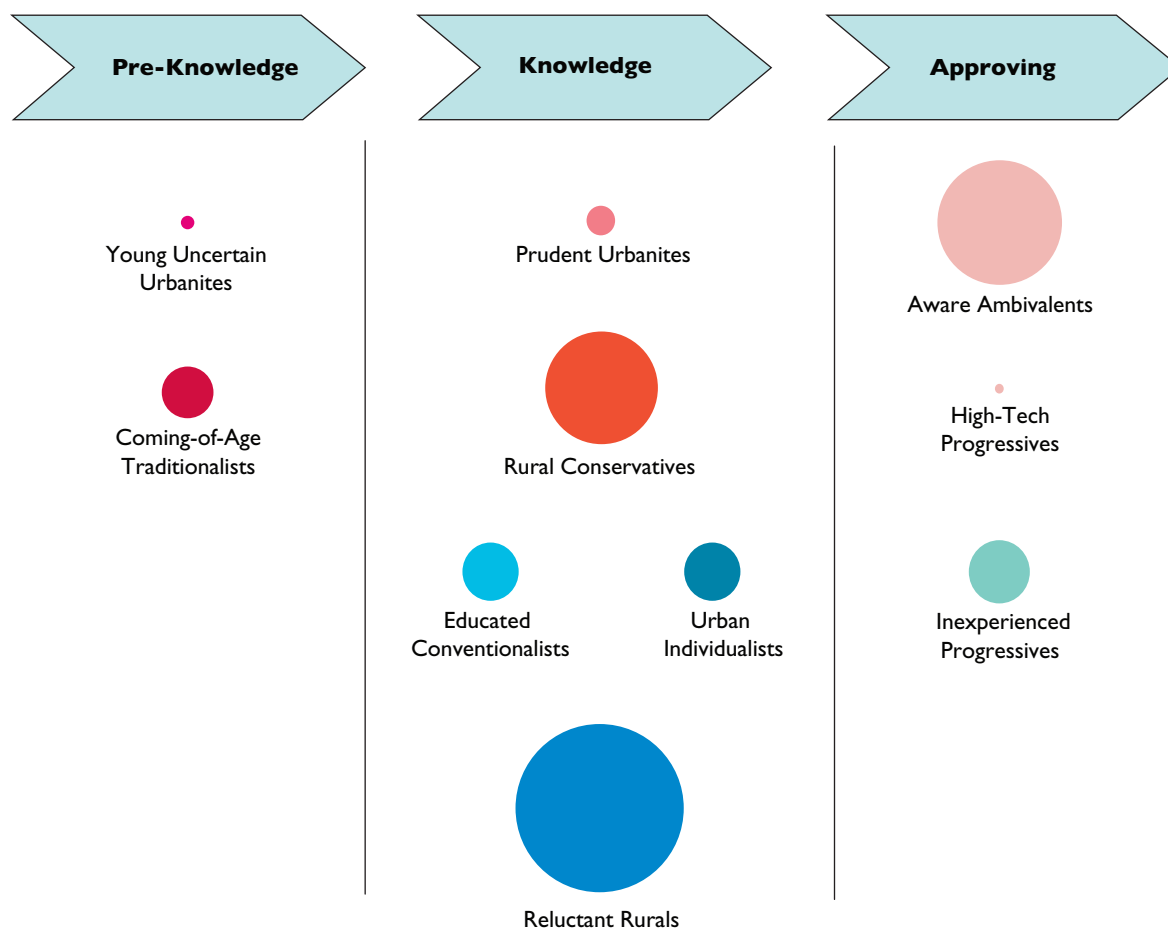 Pre-Knowledge
Knowledge
Approving
Young Uncertain
Urbanites
Coming-of-Age
Traditionalists
Prudent Urbanites
Rural Conservatives
Educated
Conventionalists
Urban
Individualists
Reluctant Rurals
Aware Ambivalents
High-Tech
Progressives
Inexperienced
Progressives